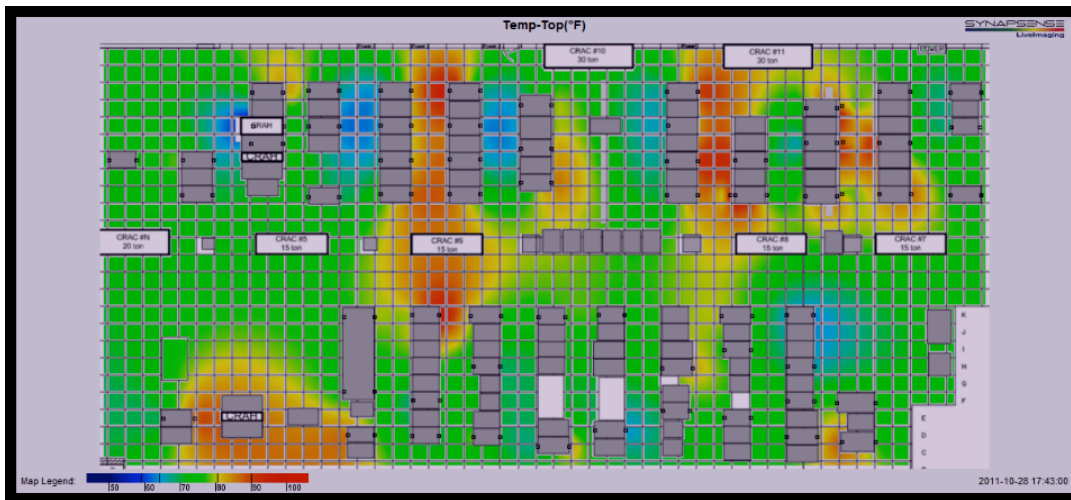 Temp-Top(°F)
SYNAPSENSE
LiveImaging
CRAC #10
30 ton
CRAC #11
30 ton
CRAH
CRAH
CRAC #N
20 ton
CRAC #5
15 ton
CRAC #6
15 ton
CRAC #8
15 ton
CRAC #7
15 ton
K
J
I
H
G
F
E
D
C
CRAH
Map Legend:
50 60 70 80 90 100
2011-10-28 17:43:00